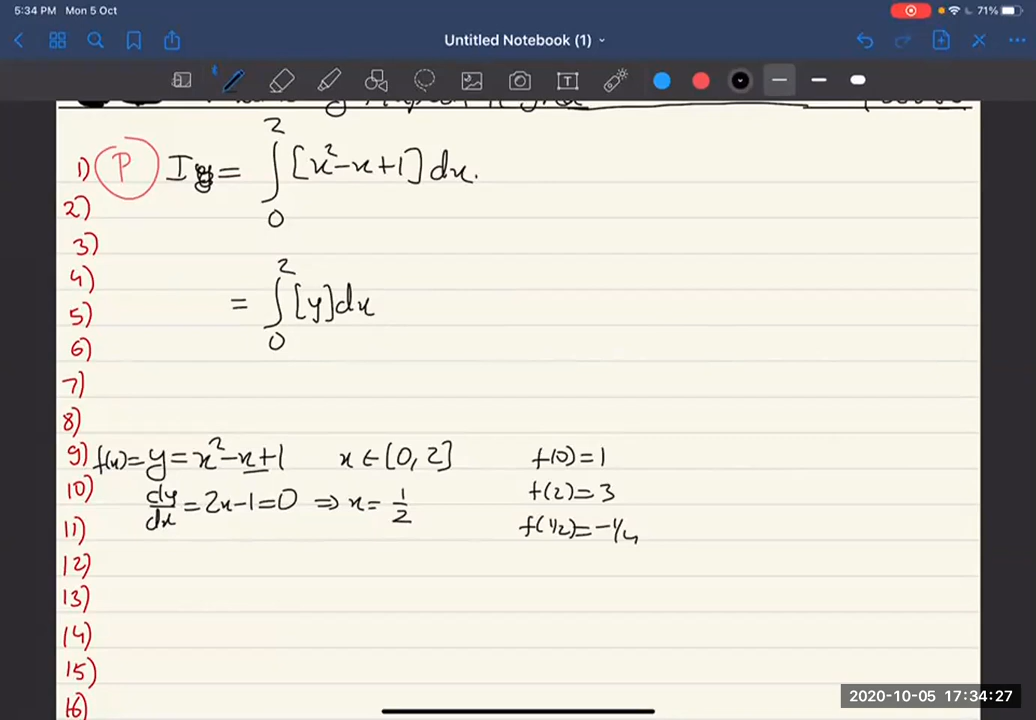 5:34 PM Mon 5 Oct
71%
Untitled Notebook (1)
T
1) P I = ∫₀² [x²-x+1] dx.
2)
3)
4)
5) = ∫₀² [y] dx
6)
7)
8)
9) f(x)= y = x²-x+1 x ∈ [0, 2] f(0) = 1
10) dy/dx = 2x-1=0 ⇒ x = 1/2 f(2) = 3
11) f(1/2)= -1/4
12)
13)
14)
15)
16)
2020-10-05 17:34:27